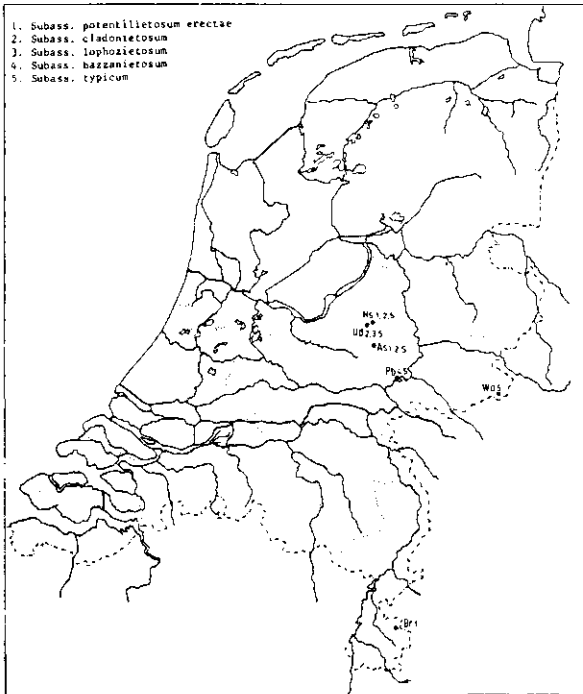 1. Subass. potentilletosum erectae
2. Subass. cladonietosum
3. Subass. lophozietosum
4. Subass. bazzanietosum
5. Subass. typicum
Hs1,2,5
Ud2,3,5
As1,2,5
Pb4,5
Wo5
Br1